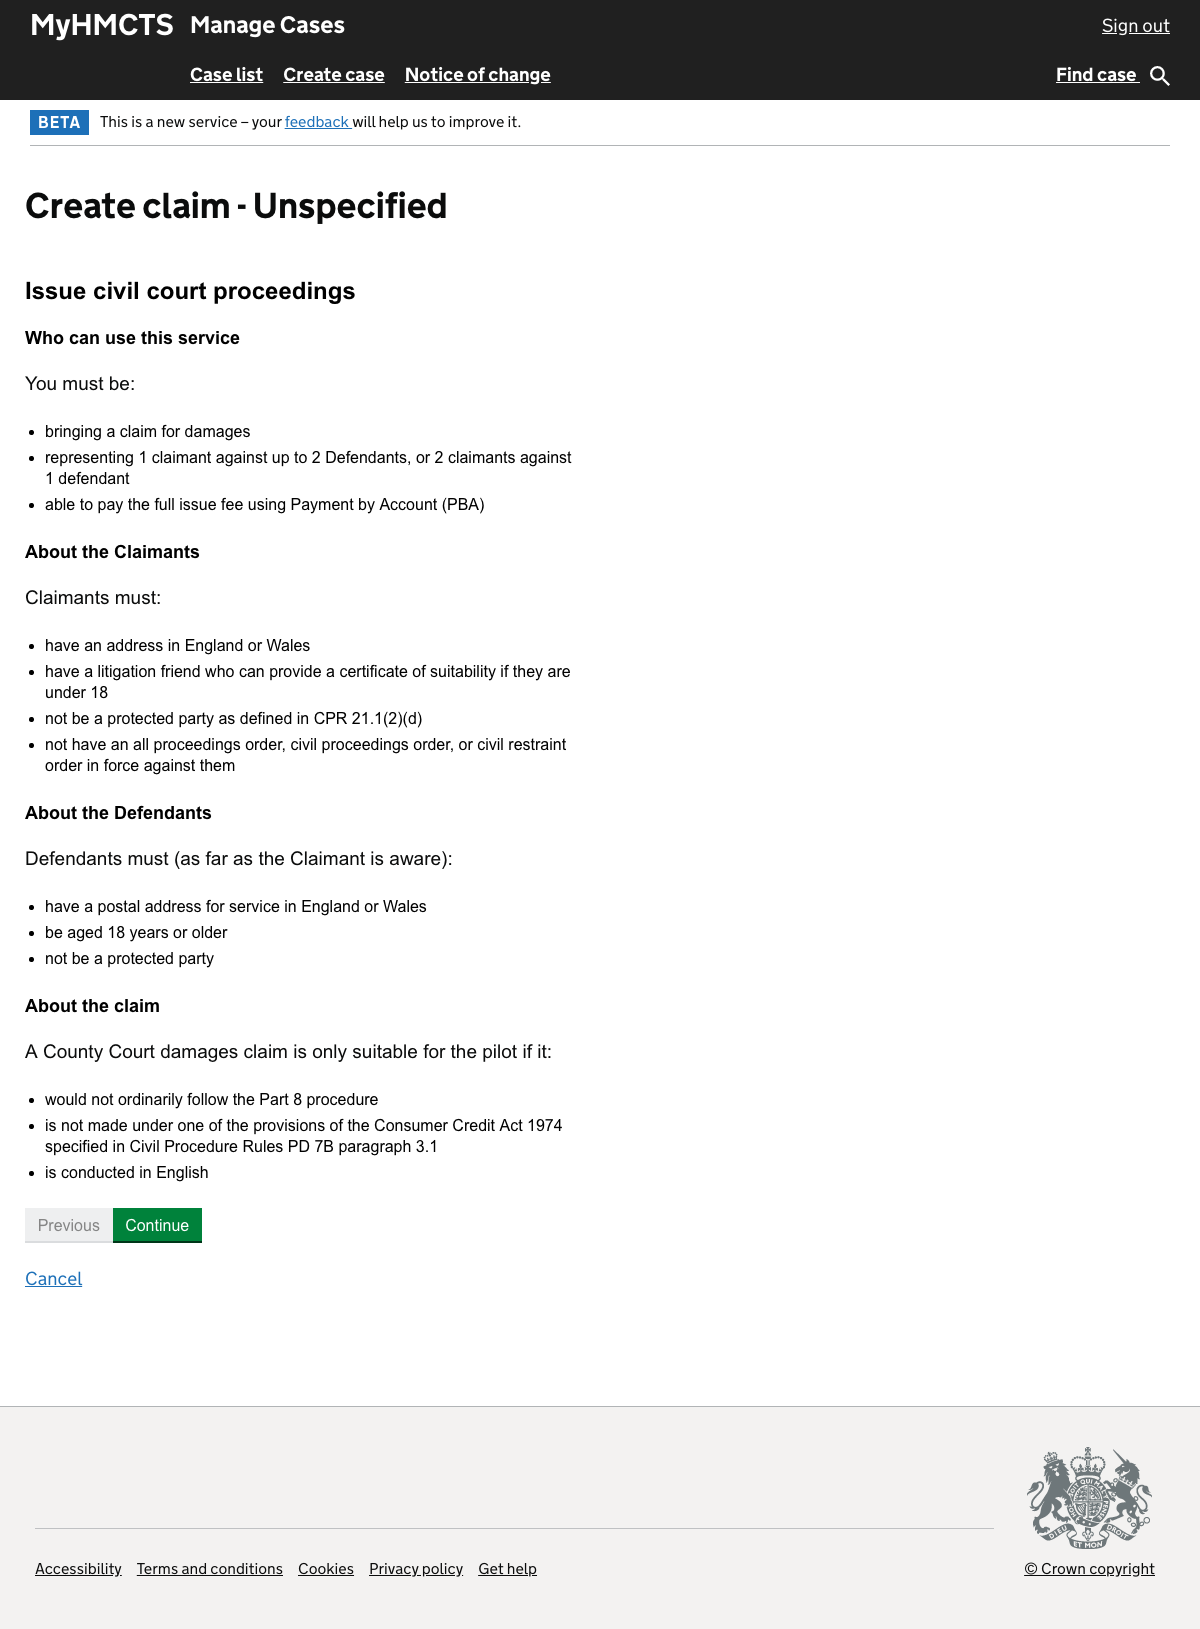 MyHMCTS Manage Cases Sign out
Case list Create case Notice of change Find case
BETA This is a new service – your feedback will help us to improve it.
Create claim - Unspecified
Issue civil court proceedings
Who can use this service
You must be:
bringing a claim for damages
representing 1 claimant against up to 2 Defendants, or 2 claimants against
1 defendant
able to pay the full issue fee using Payment by Account (PBA)
About the Claimants
Claimants must:
have an address in England or Wales
have a litigation friend who can provide a certificate of suitability if they are
under 18
not be a protected party as defined in CPR 21.1(2)(d)
not have an all proceedings order, civil proceedings order, or civil restraint
order in force against them
About the Defendants
Defendants must (as far as the Claimant is aware):
have a postal address for service in England or Wales
be aged 18 years or older
not be a protected party
About the claim
A County Court damages claim is only suitable for the pilot if it:
would not ordinarily follow the Part 8 procedure
is not made under one of the provisions of the Consumer Credit Act 1974
specified in Civil Procedure Rules PD 7B paragraph 3.1
is conducted in English
Previous Continue
Cancel
DIEU ET MON DROIT
Accessibility Terms and conditions Cookies Privacy policy Get help © Crown copyright